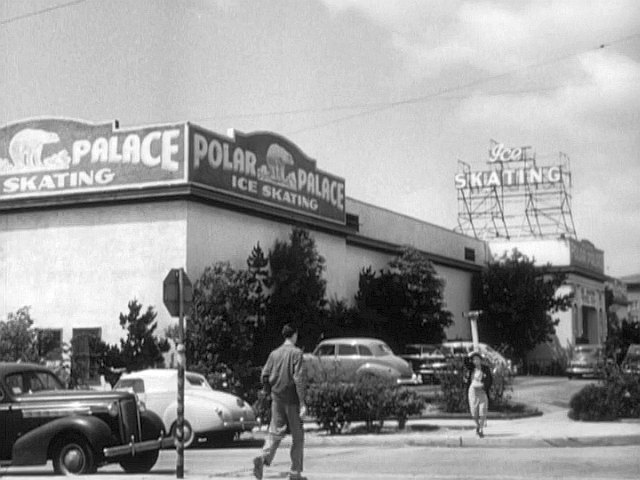 PALACE
SKATING
POLAR PALACE
ICE SKATING
Ice
SKATING